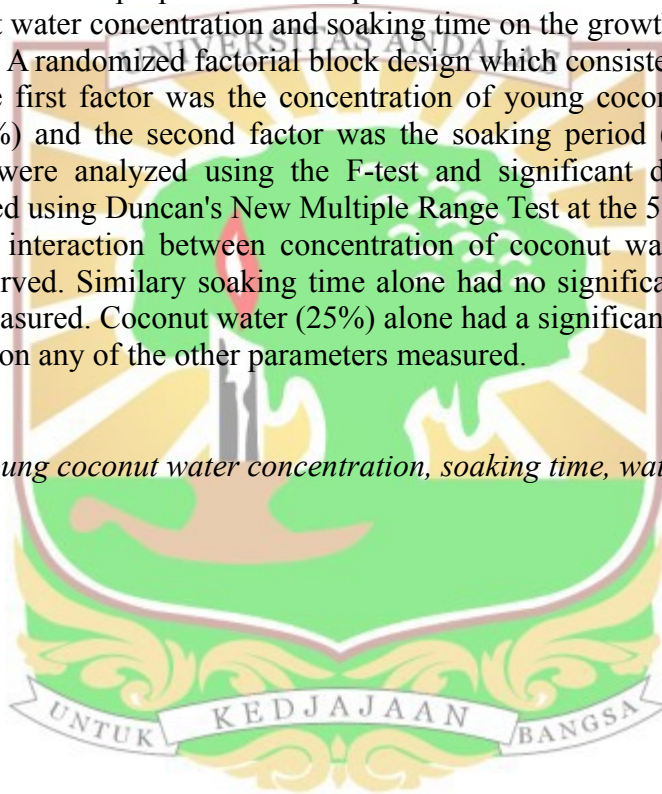 t water concentration and soaking time on the growt
UNIVERSITAS ANDALAS
A randomized factorial block design which consiste
e first factor was the concentration of young coco
%) and the second factor was the soaking period
were analyzed using the F-test and significant d
ed using Duncan's New Multiple Range Test at the 5
interaction between concentration of coconut wa
erved. Similary soaking time alone had no significa
easured. Coconut water (25%) alone had a significant
on any of the other parameters measured.
ung coconut water concentration, soaking time, wat
UNTUK KEDJAJAAN BANGSA